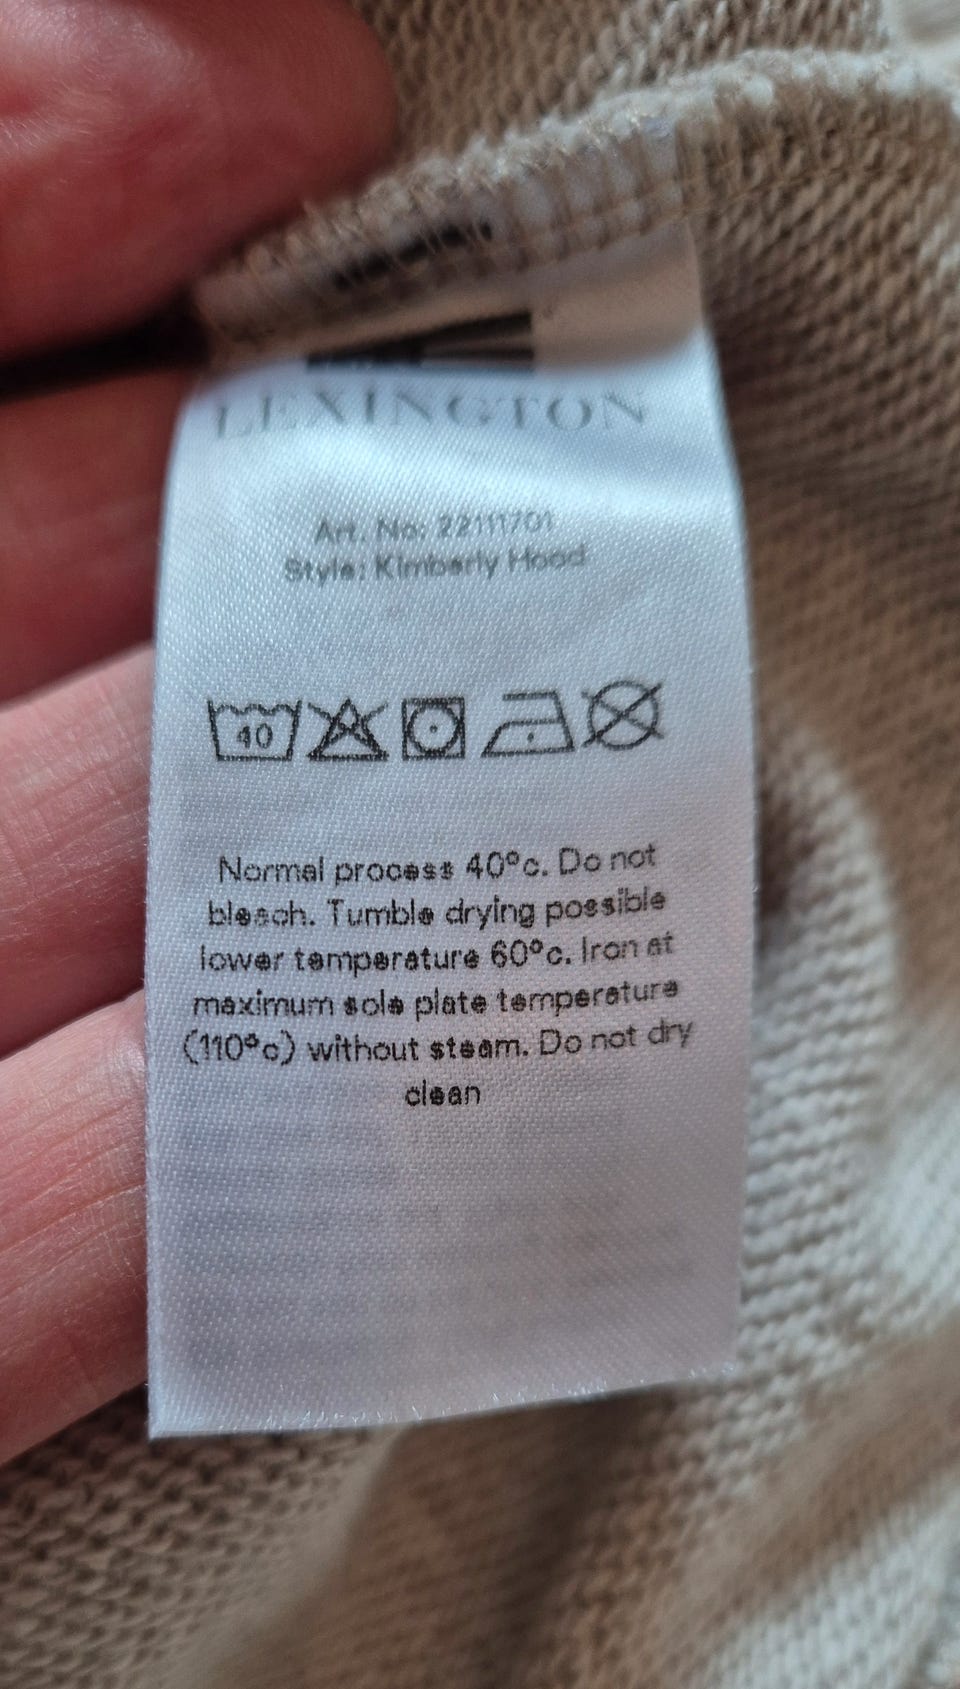 LEXINGTON
Art. No: 22111701
Style: Kimberly Hood
40
Normal process 40°c. Do not
bleach. Tumble drying possible
lower temperature 60°c. Iron at
maximum sole plate temperature
(110°c) without steam. Do not dry
clean